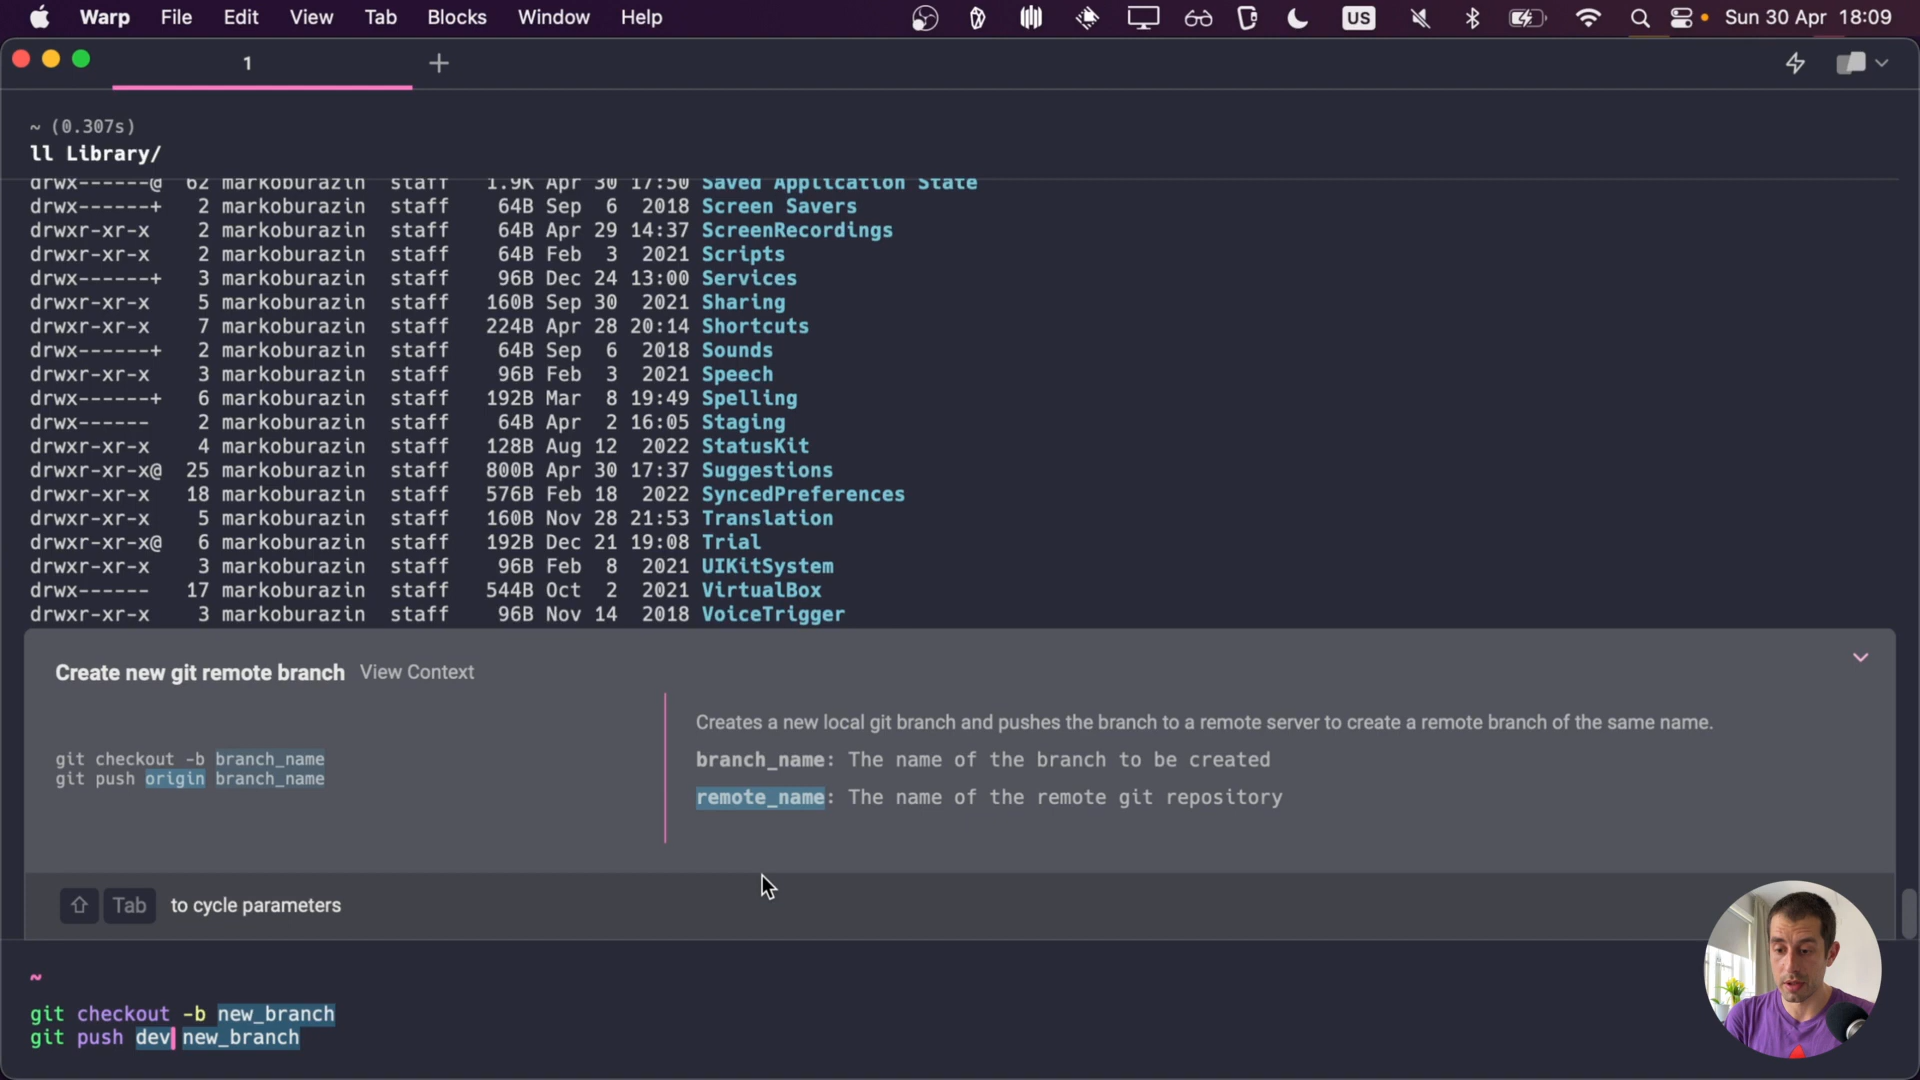 Warp File Edit View Tab Blocks Window Help US Sun 30 Apr 18:09
1 +
~ (0.307s)
ll Library/
drwx------@ 62 markoburazin staff 1.9K Apr 30 17:50 Saved Application State
drwx------+ 2 markoburazin staff 64B Sep 6 2018 Screen Savers
drwxr-xr-x 2 markoburazin staff 64B Apr 29 14:37 ScreenRecordings
drwxr-xr-x 2 markoburazin staff 64B Feb 3 2021 Scripts
drwx------+ 3 markoburazin staff 96B Dec 24 13:00 Services
drwxr-xr-x 5 markoburazin staff 160B Sep 30 2021 Sharing
drwxr-xr-x 7 markoburazin staff 224B Apr 28 20:14 Shortcuts
drwx------+ 2 markoburazin staff 64B Sep 6 2018 Sounds
drwxr-xr-x 3 markoburazin staff 96B Feb 3 2021 Speech
drwx------+ 6 markoburazin staff 192B Mar 8 19:49 Spelling
drwx------ 2 markoburazin staff 64B Apr 2 16:05 Staging
drwxr-xr-x 4 markoburazin staff 128B Aug 12 2022 StatusKit
drwxr-xr-x@ 25 markoburazin staff 800B Apr 30 17:37 Suggestions
drwxr-xr-x 18 markoburazin staff 576B Feb 18 2022 SyncedPreferences
drwxr-xr-x 5 markoburazin staff 160B Nov 28 21:53 Translation
drwxr-xr-x@ 6 markoburazin staff 192B Dec 21 19:08 Trial
drwxr-xr-x 3 markoburazin staff 96B Feb 8 2021 UIKitSystem
drwx------ 17 markoburazin staff 544B Oct 2 2021 VirtualBox
drwxr-xr-x 3 markoburazin staff 96B Nov 14 2018 VoiceTrigger
Create new git remote branch View Context
git checkout -b branch_name
git push origin branch_name
Creates a new local git branch and pushes the branch to a remote server to create a remote branch of the same name.
branch_name: The name of the branch to be created
remote_name: The name of the remote git repository
⇧ Tab to cycle parameters
~
git checkout -b new_branch
git push dev new_branch